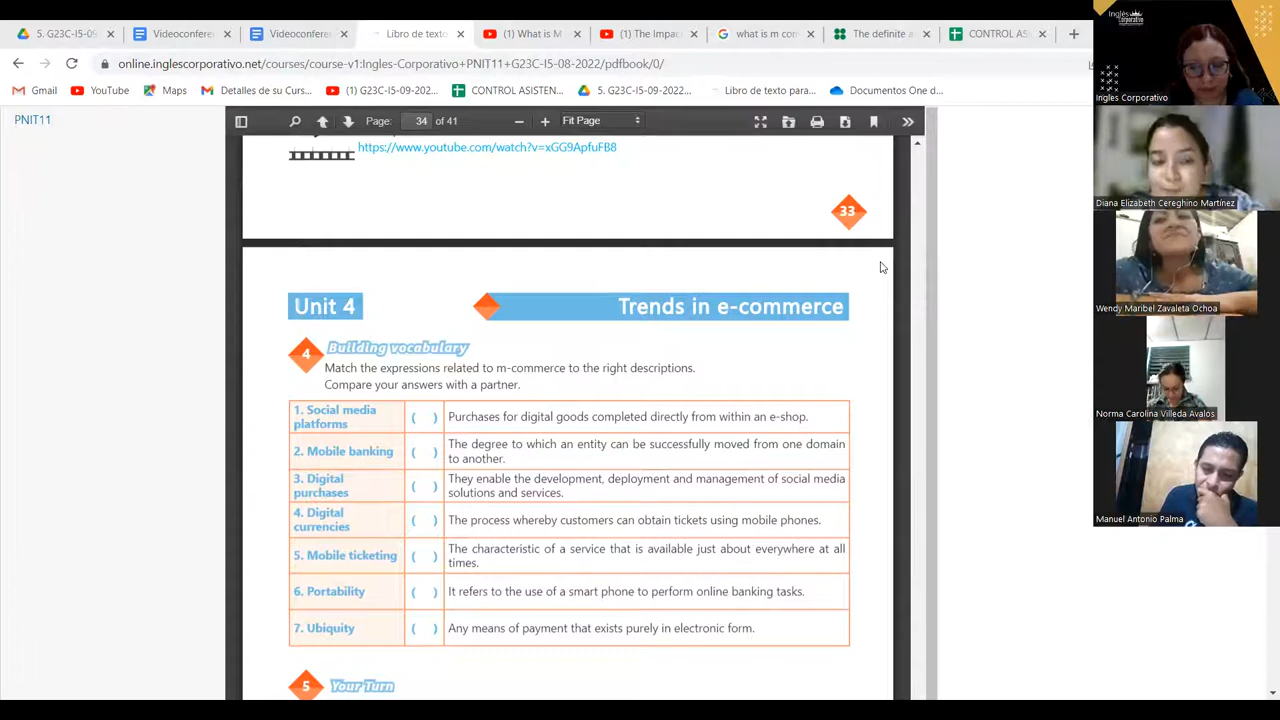 5. G23C-I5-09-
Videoconfere
Videoconfere
Libro de texto
(1) What is M
(1) The Impac
what is m con
The definite a
CONTROL AS
online.inglescorporativo.net/courses/course-v1:Ingles-Corporativo+PNIT11+G23C-I5-08-2022/pdfbook/0/
Gmail
YouTube
Maps
Detalles de su Curs...
(1) G23C-I5-09-202...
CONTROL ASISTEN...
5. G23C-I5-09-2022...
Libro de texto para...
Documentos One d...
PNIT11
Page: 34 of 41
Fit Page
https://www.youtube.com/watch?v=xGG9ApfuFB8
33
Unit 4
Trends in e-commerce
4 Building vocabulary
Match the expressions related to m-commerce to the right descriptions.
Compare your answers with a partner.
1. Social media platforms ( ) Purchases for digital goods completed directly from within an e-shop.
2. Mobile banking ( ) The degree to which an entity can be successfully moved from one domain
to another.
3. Digital purchases ( ) They enable the development, deployment and management of social media
solutions and services.
4. Digital currencies ( ) The process whereby customers can obtain tickets using mobile phones.
5. Mobile ticketing ( ) The characteristic of a service that is available just about everywhere at all
times.
6. Portability ( ) It refers to the use of a smart phone to perform online banking tasks.
7. Ubiquity ( ) Any means of payment that exists purely in electronic form.
5 Your Turn
Inglés
Corporativo
Ingles Corporativo
Diana Elizabeth Cereghino Martínez
Wendy Maribel Zavaleta Ochoa
Norma Carolina Villeda Avalos
Manuel Antonio Palma